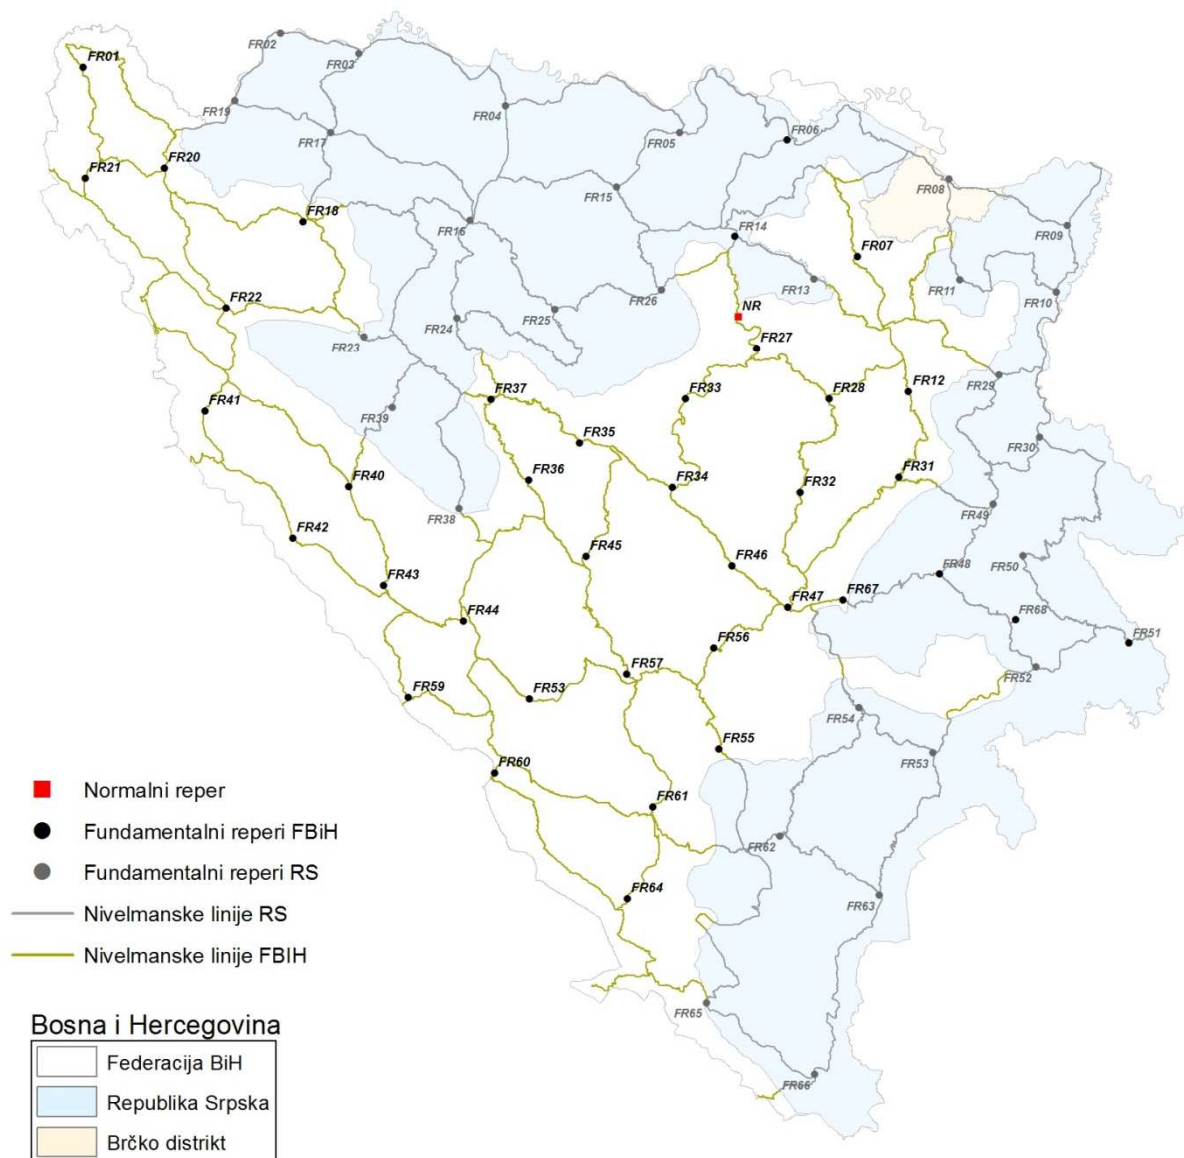 FR02
FR03
FR01
FR19
FR04
FR17
FR05
FR06
FR20
FR21
FR08
FR15
FR18
FR16
FR14
FR07
FR09
FR13
FR11
FR10
FR26
NR
FR22
FR25
FR24
FR23
FR27
FR29
FR12
FR37
FR33
FR28
FR41
FR39
FR35
FR30
FR36
FR34
FR31
FR40
FR32
FR38
FR49
FR42
FR45
FR46
FR48
FR50
FR43
FR67
FR47
FR44
FR68
FR51
FR56
FR57
FR52
FR59
FR53
FR54
FR55
FR53
FR60
Normalni reper
FR61
Fundamentalni reperi FBiH
FR62
Fundamentalni reperi RS
FR64
FR63
Nivelmanske linije RS
Nivelmanske linije FBIH
FR65
Bosna i Hercegovina
Federacija BiH
FR66
Republika Srpska
Brčko distrikt